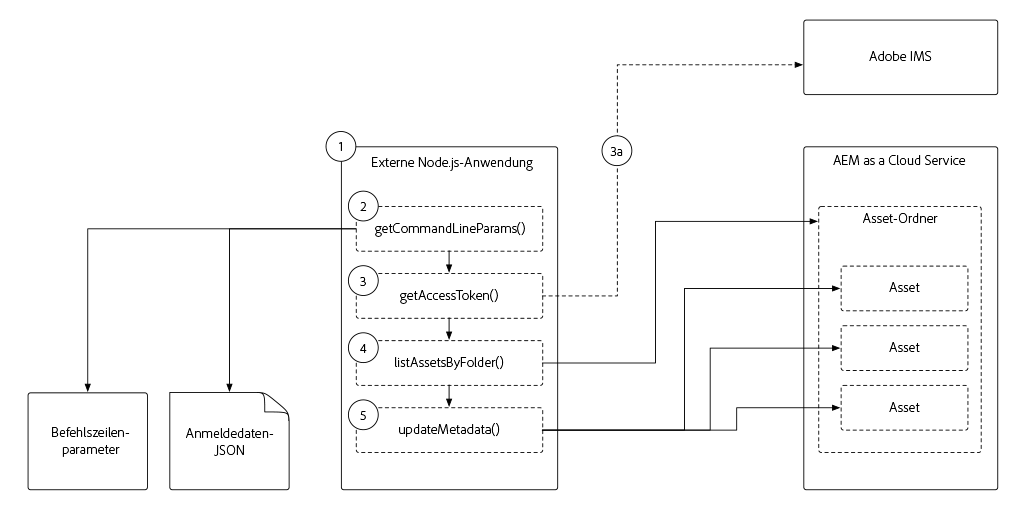 Adobe IMS
1
3a
Externe Node.js-Anwendung
AEM as a Cloud Service
2
getCommandLineParams()
Asset-Ordner
3
getAccessToken()
Asset
4
listAssetsByFolder()
Asset
5
updateMetadata()
Asset
Befehlszeilen-
parameter
Anmeldedaten-
JSON